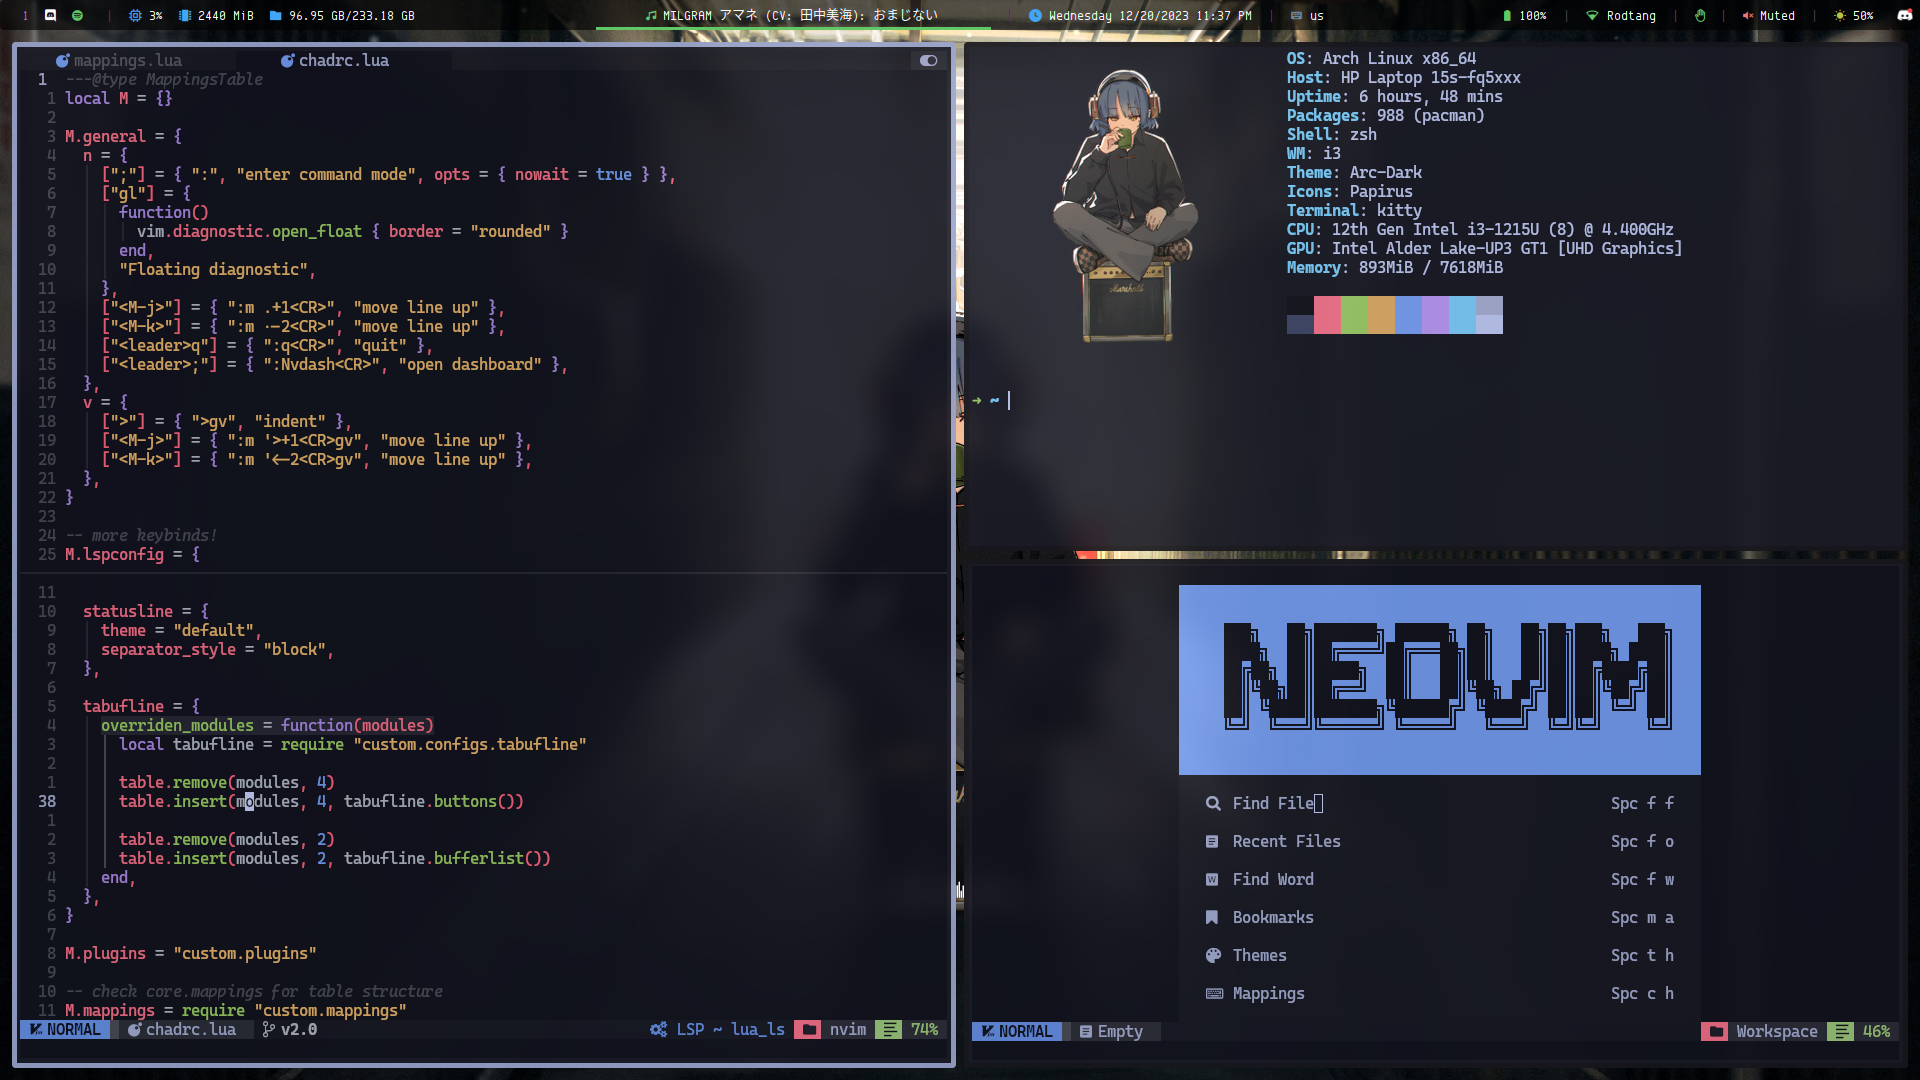 1 3% 2440 MiB 96.95 GB/233.18 GB MILGRAM アマネ (CV: 田中美海): おまじない Wednesday 12/20/2023 11:37 PM us 100% Rodtang Muted 50%
mappings.lua chadrc.lua
1 ---@type MappingsTable
1 local M = {}
2
3 M.general = {
4 n = {
5 [";"] = { ":", "enter command mode", opts = { nowait = true } },
6 ["gl"] = {
7 function()
8 vim.diagnostic.open_float { border = "rounded" }
9 end,
10 "Floating diagnostic",
11 },
12 ["<M-j>"] = { ":m .+1<CR>", "move line up" },
13 ["<M-k>"] = { ":m .-2<CR>", "move line up" },
14 ["<leader>q"] = { ":q<CR>", "quit" },
15 ["<leader>;"] = { ":Nvdash<CR>", "open dashboard" },
16 },
17 v = {
18 [">"] = { ">gv", "indent" },
19 ["<M-j>"] = { ":m '>+1<CR>gv", "move line up" },
20 ["<M-k>"] = { ":m '<-2<CR>gv", "move line up" },
21 },
22 }
23
24 -- more keybinds!
25 M.lspconfig = {
11
10 statusline = {
9 theme = "default",
8 separator_style = "block",
7 },
6
5 tabufline = {
4 overriden_modules = function(modules)
3 local tabufline = require "custom.configs.tabufline"
2
1 table.remove(modules, 4)
38 table.insert(modules, 4, tabufline.buttons())
1
2 table.remove(modules, 2)
3 table.insert(modules, 2, tabufline.bufferlist())
4 end,
5 },
6 }
7
8 M.plugins = "custom.plugins"
9
10 -- check core.mappings for table structure
11 M.mappings = require "custom.mappings"
NORMAL chadrc.lua v2.0 LSP ~ lua_ls nvim 74%
OS: Arch Linux x86_64
Host: HP Laptop 15s-fq5xxx
Uptime: 6 hours, 48 mins
Packages: 988 (pacman)
Shell: zsh
WM: i3
Theme: Arc-Dark
Icons: Papirus
Terminal: kitty
CPU: 12th Gen Intel i3-1215U (8) @ 4.400GHz
GPU: Intel Alder Lake-UP3 GT1 [UHD Graphics]
Memory: 893MiB / 7618MiB
Marshall
➜ ~
NEOVIM
Find File Spc f f
Recent Files Spc f o
Find Word Spc f w
Bookmarks Spc m a
Themes Spc t h
Mappings Spc c h
NORMAL Empty Workspace 46%